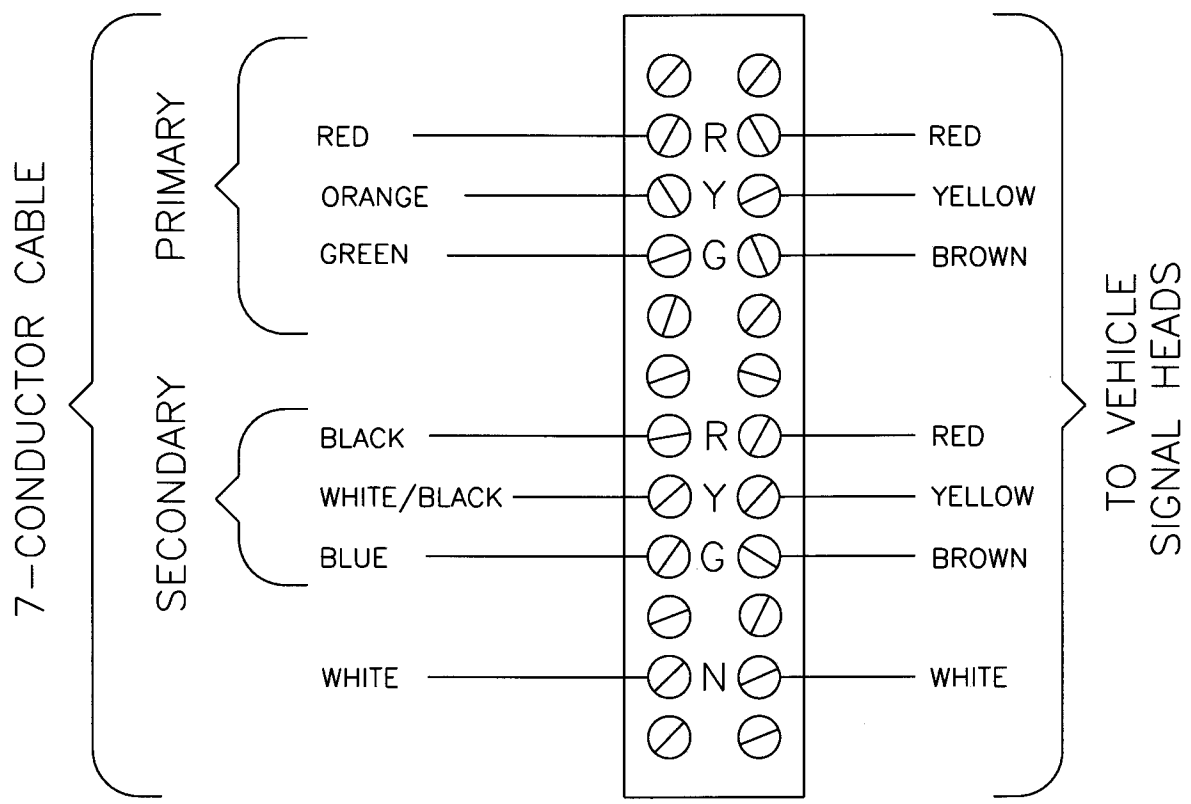 7-CONDUCTOR CABLE
PRIMARY
RED R RED
ORANGE Y YELLOW
GREEN G BROWN
SECONDARY
BLACK R RED
WHITE/BLACK Y YELLOW
BLUE G BROWN
WHITE N WHITE
TO VEHICLE
SIGNAL HEADS